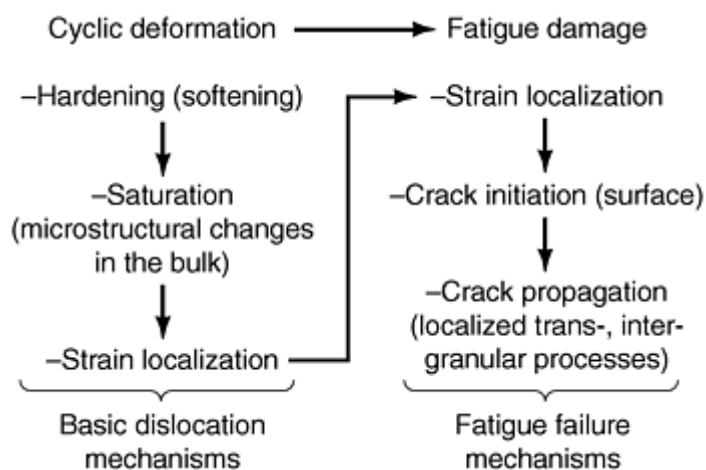 Cyclic deformation
Fatigue damage
–Hardening (softening)
–Saturation
(microstructural changes
in the bulk)
–Strain localization
Basic dislocation
mechanisms
–Strain localization
–Crack initiation (surface)
–Crack propagation
(localized trans-, inter-
granular processes)
Fatigue failure
mechanisms